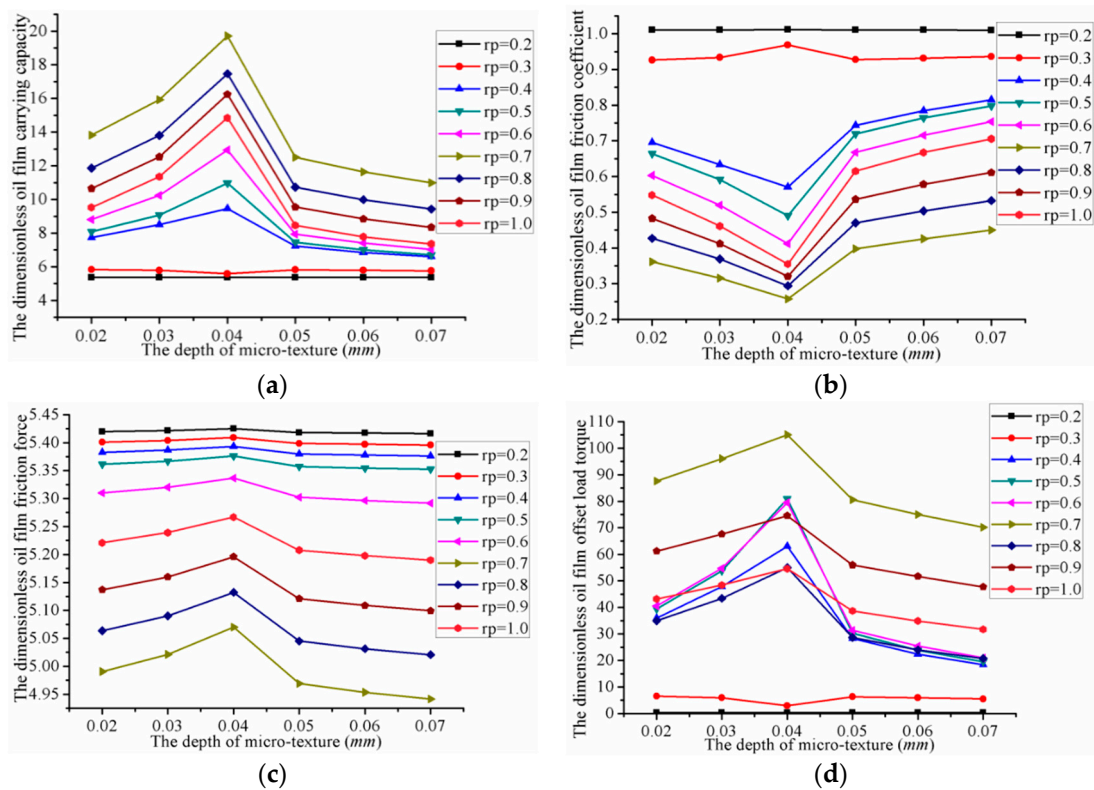 The dimensionless oil film carrying capacity
20
18
16
14
12
10
8
6
4
0.02 0.03 0.04 0.05 0.06 0.07
The depth of micro-texture (mm)
rp=0.2
rp=0.3
rp=0.4
rp=0.5
rp=0.6
rp=0.7
rp=0.8
rp=0.9
rp=1.0
(a)
The dimensionless oil film friction coefficient
1.0
0.9
0.8
0.7
0.6
0.5
0.4
0.3
0.2
0.02 0.03 0.04 0.05 0.06 0.07
The depth of micro-texture (mm)
rp=0.2
rp=0.3
rp=0.4
rp=0.5
rp=0.6
rp=0.7
rp=0.8
rp=0.9
rp=1.0
(b)
The dimensionless oil film friction force
5.45
5.40
5.35
5.30
5.25
5.20
5.15
5.10
5.05
5.00
4.95
0.02 0.03 0.04 0.05 0.06 0.07
The depth of micro-texture (mm)
rp=0.2
rp=0.3
rp=0.4
rp=0.5
rp=0.6
rp=0.7
rp=0.8
rp=0.9
rp=1.0
(c)
The dimensionless oil film offset load torque
110
100
90
80
70
60
50
40
30
20
10
0
0.02 0.03 0.04 0.05 0.06 0.07
The depth of micro-texture (mm)
rp=0.2
rp=0.3
rp=0.4
rp=0.5
rp=0.6
rp=0.7
rp=0.8
rp=0.9
rp=1.0
(d)